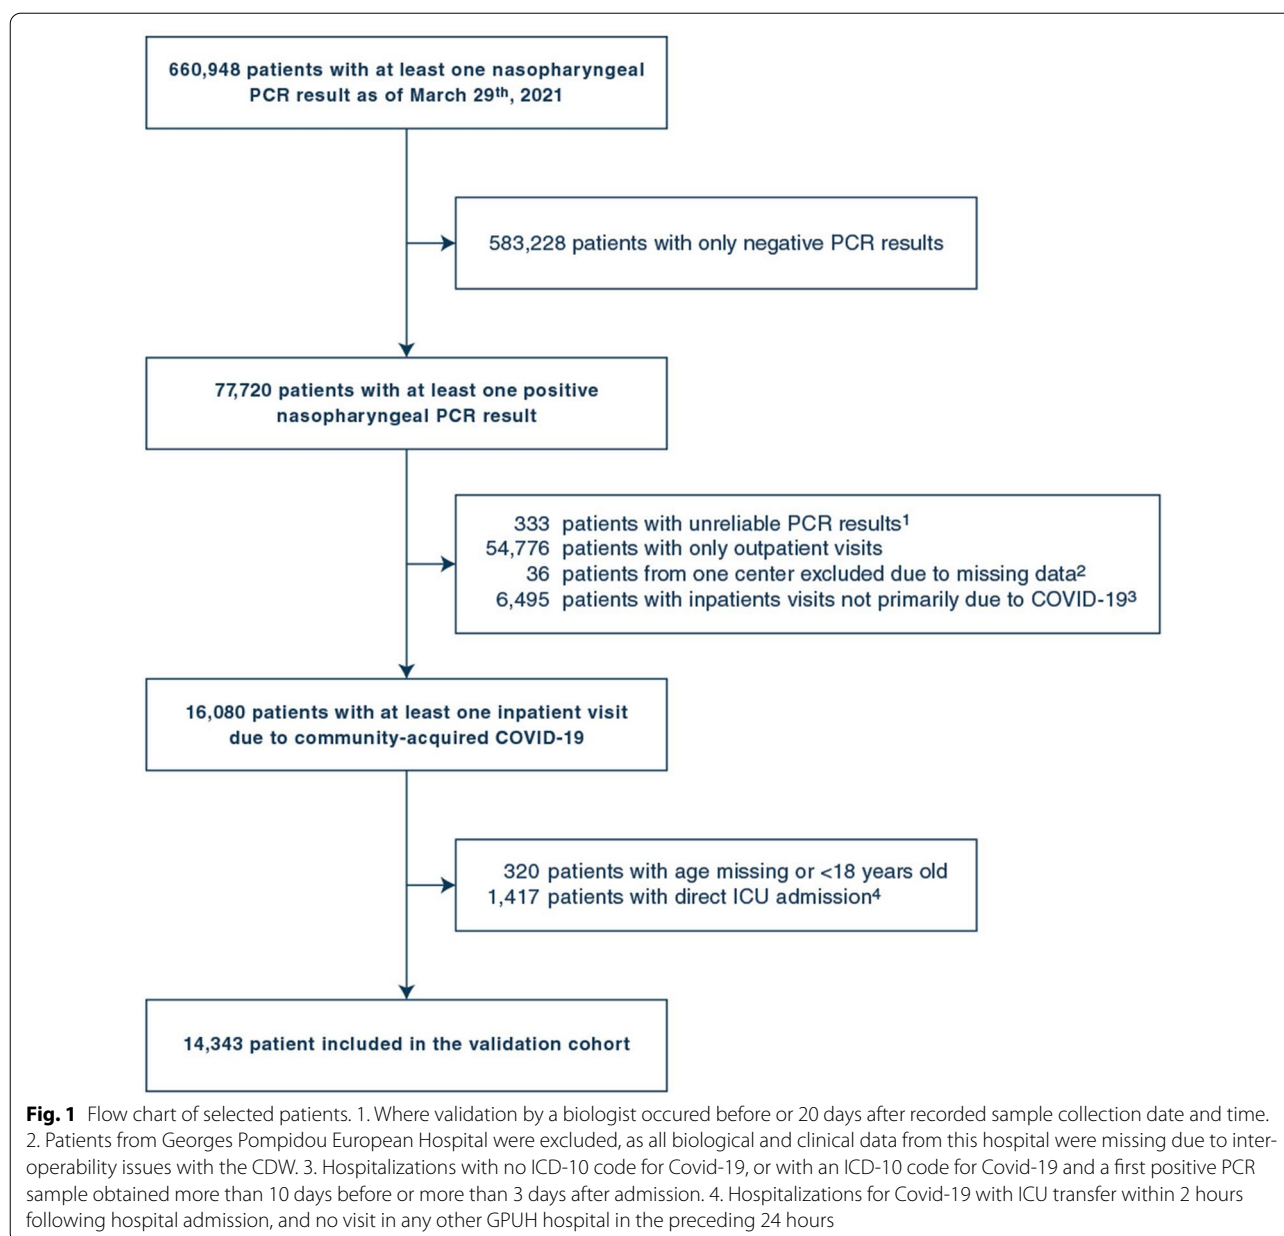 660,948 patients with at least one nasopharyngeal
PCR result as of March 29th, 2021
583,228 patients with only negative PCR results
77,720 patients with at least one positive
nasopharyngeal PCR result
333 patients with unreliable PCR results1
54,776 patients with only outpatient visits
36 patients from one center excluded due to missing data2
6,495 patients with inpatients visits not primarily due to COVID-193
16,080 patients with at least one inpatient visit
due to community-acquired COVID-19
320 patients with age missing or <18 years old
1,417 patients with direct ICU admission4
14,343 patient included in the validation cohort
Fig. 1 Flow chart of selected patients. 1. Where validation by a biologist occured before or 20 days after recorded sample collection date and time.
2. Patients from Georges Pompidou European Hospital were excluded, as all biological and clinical data from this hospital were missing due to inter-
operability issues with the CDW. 3. Hospitalizations with no ICD-10 code for Covid-19, or with an ICD-10 code for Covid-19 and a first positive PCR
sample obtained more than 10 days before or more than 3 days after admission. 4. Hospitalizations for Covid-19 with ICU transfer within 2 hours
following hospital admission, and no visit in any other GPUH hospital in the preceding 24 hours